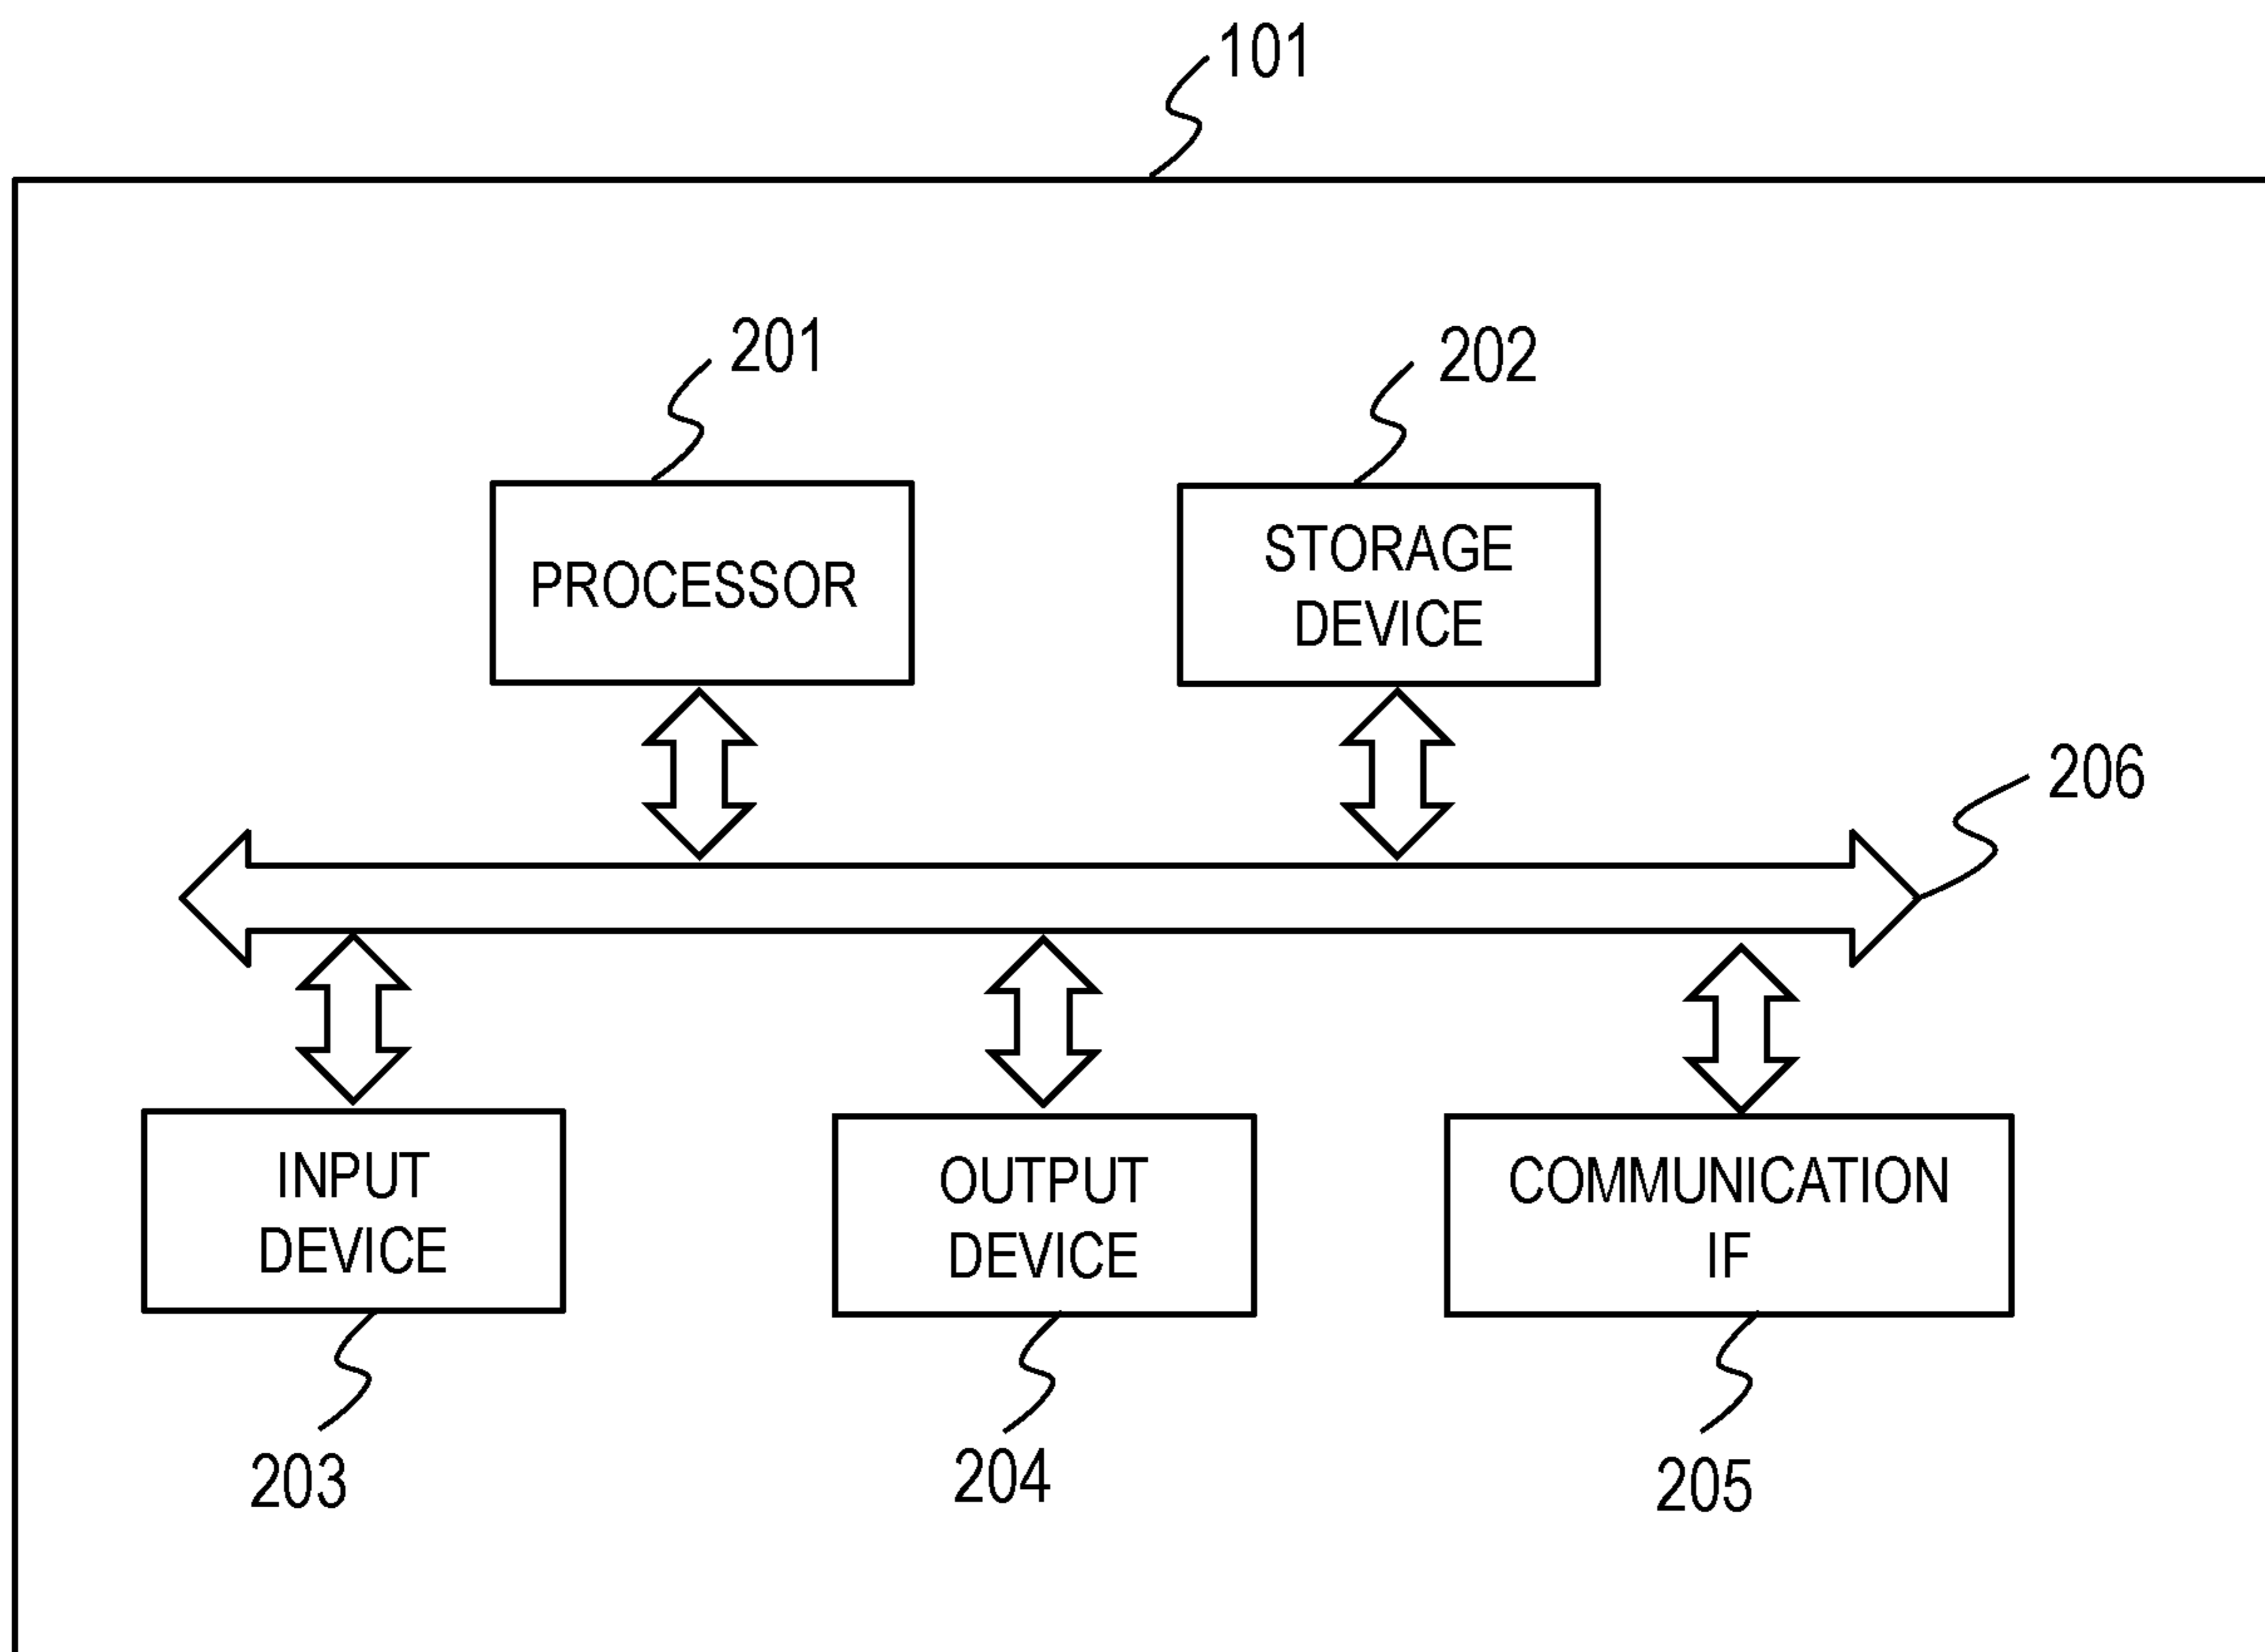 101
201
202
PROCESSOR
STORAGE
DEVICE
206
INPUT
DEVICE
OUTPUT
DEVICE
COMMUNICATION
IF
203
204
205